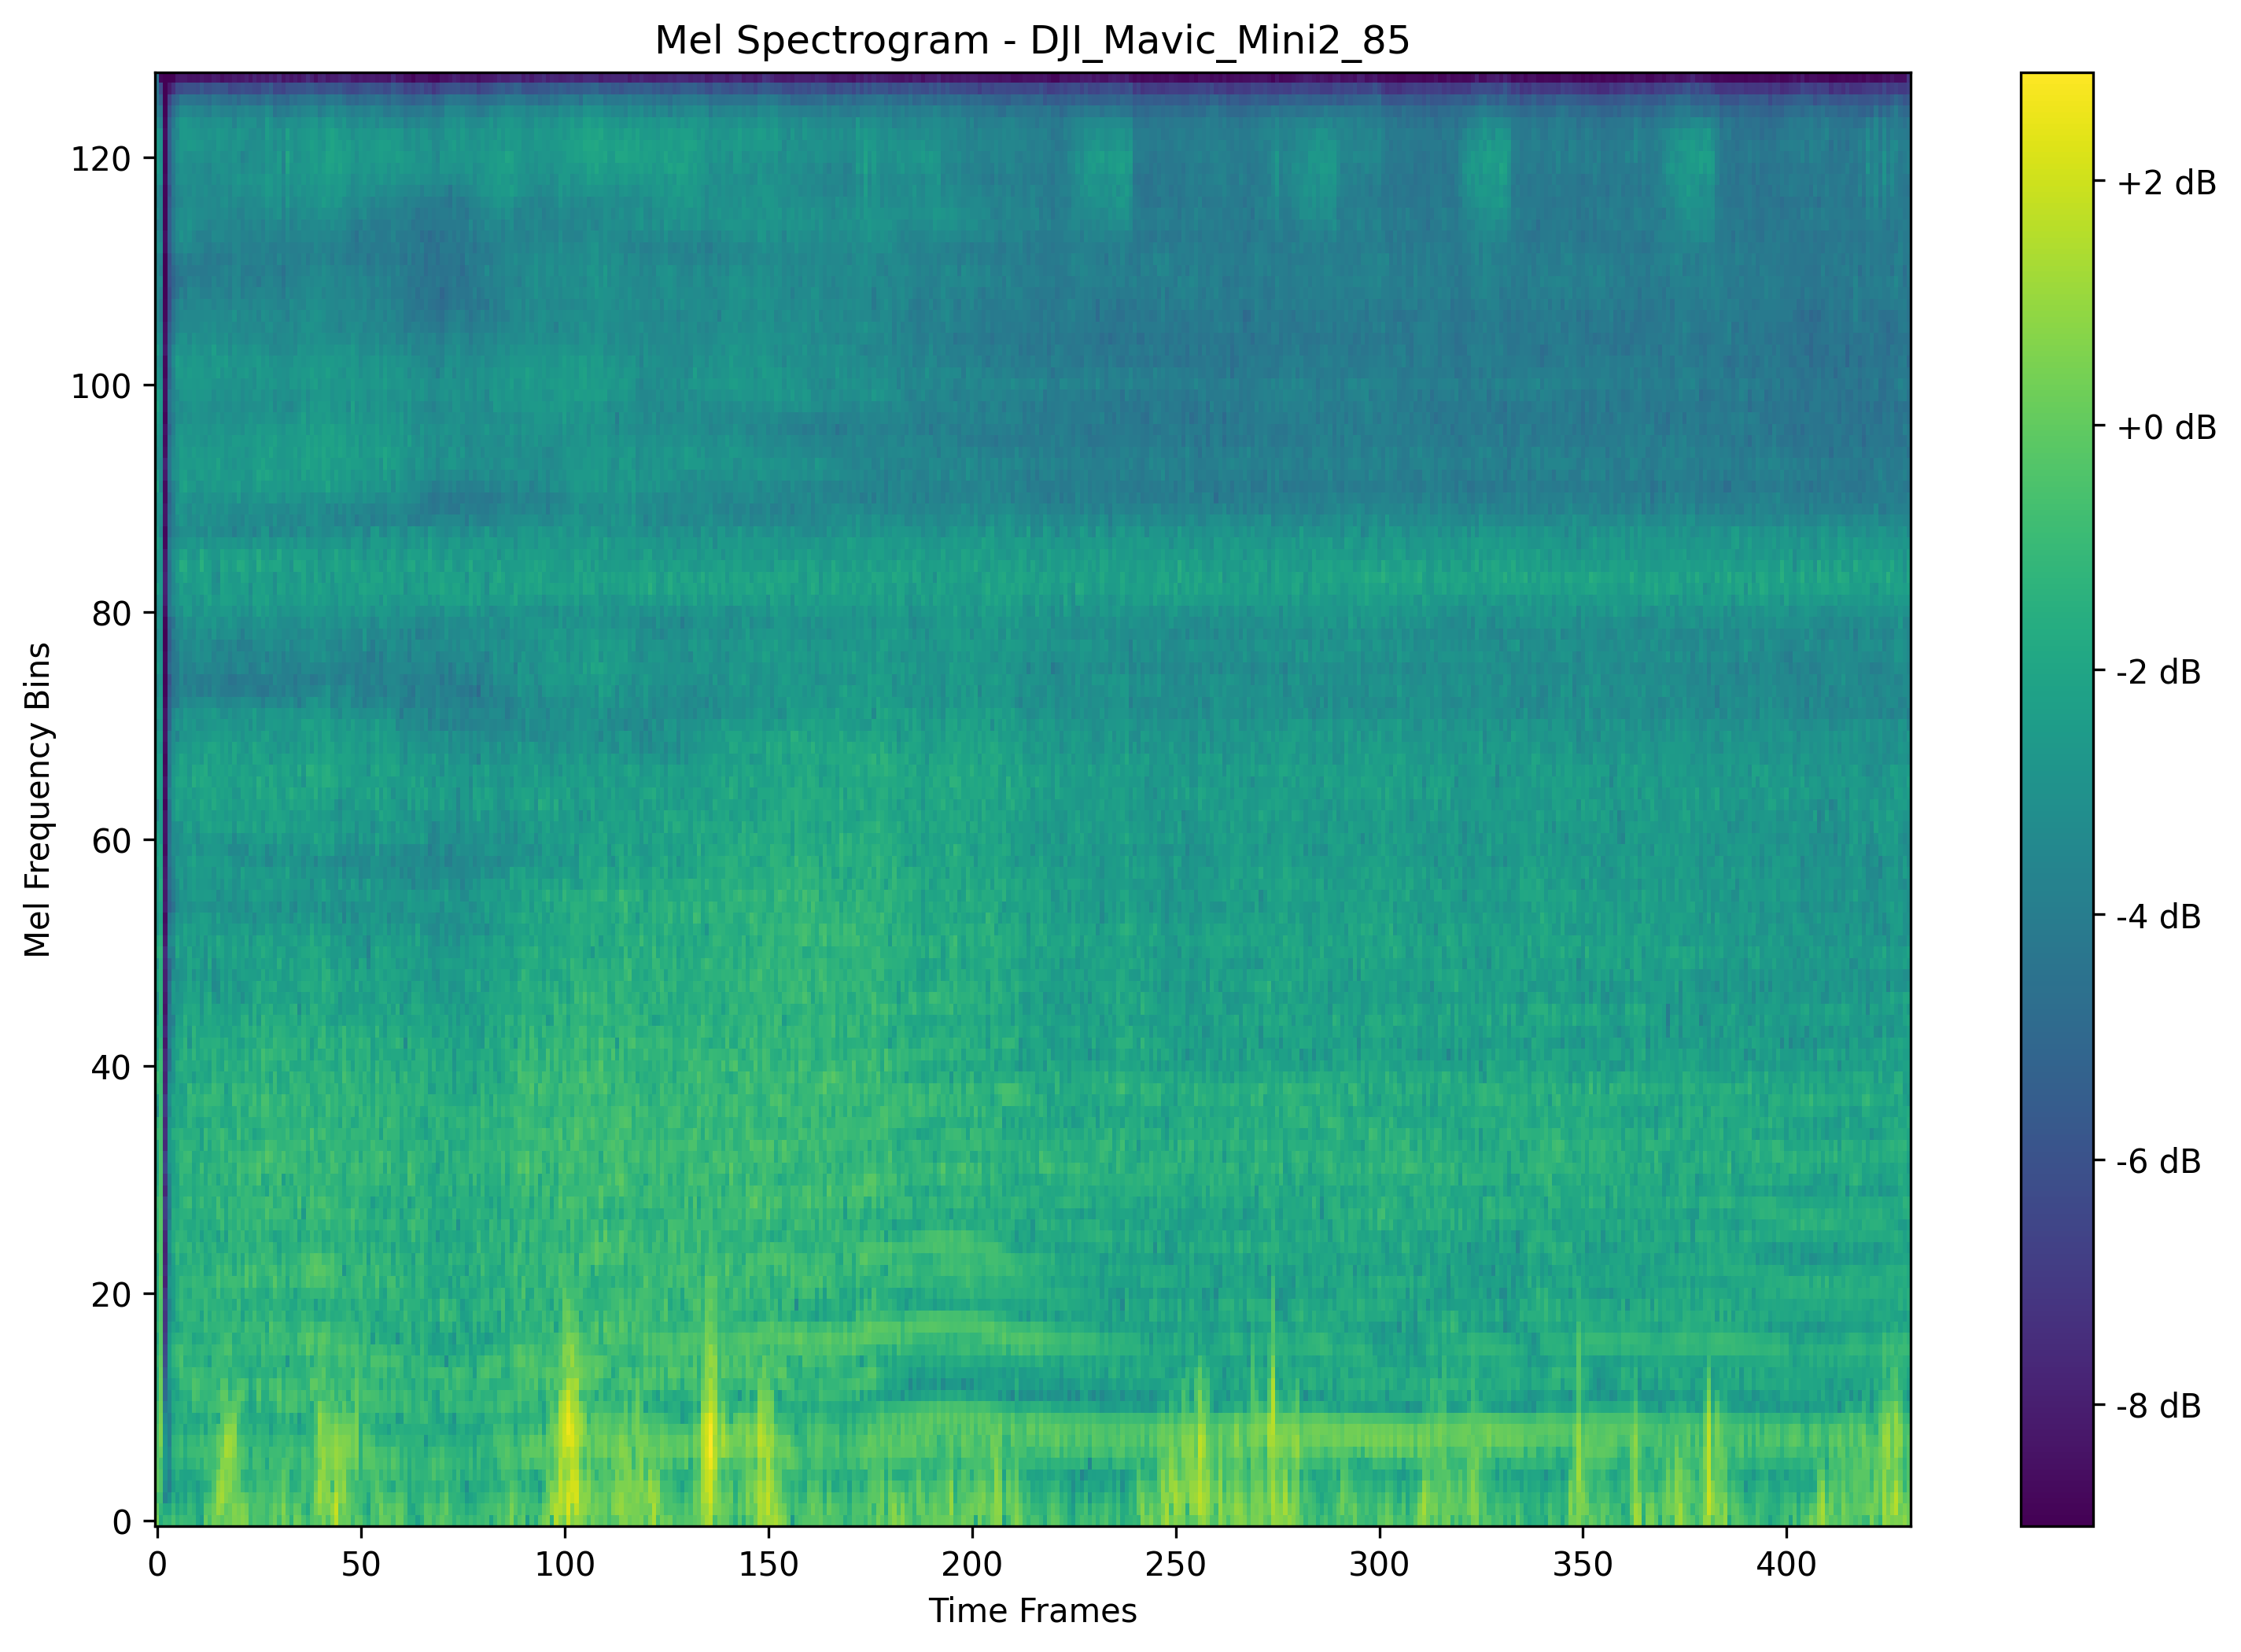 Mel Spectrogram - DJI_Mavic_Mini2_85
Mel Frequency Bins
120
100
80
60
40
20
0
0 50 100 150 200 250 300 350 400
Time Frames
+2 dB
+0 dB
-2 dB
-4 dB
-6 dB
-8 dB